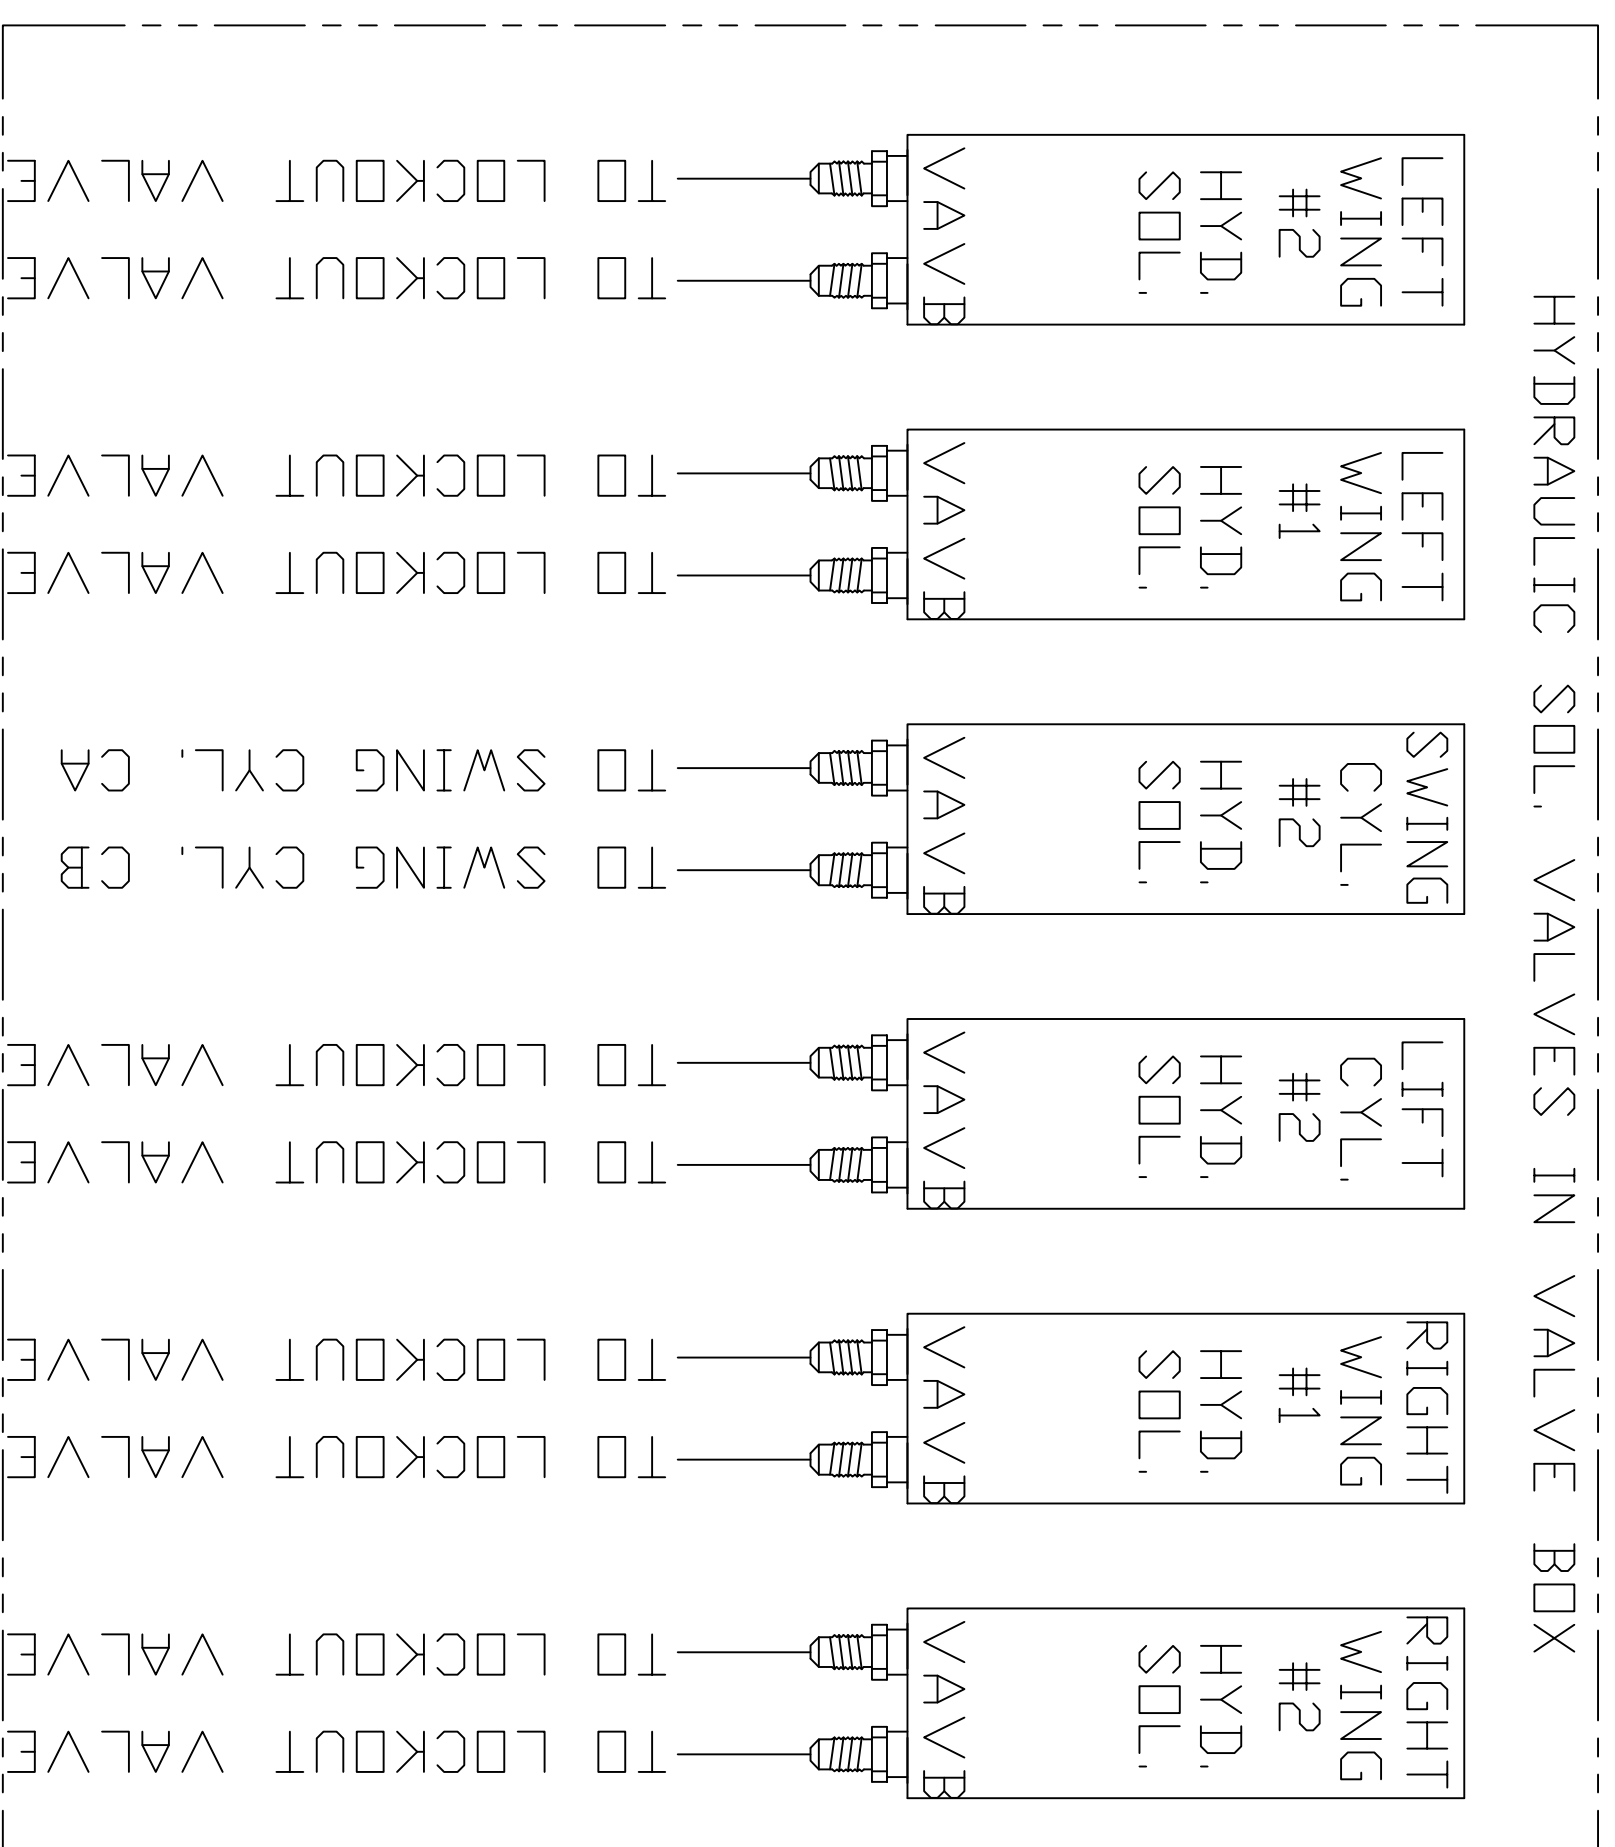 HYDRAULIC SOL. VALVES IN VALVE BOX
LEFT
WING
#2
HYD.
SOL.
VA VB
TO LOCKOUT VALVE
TO LOCKOUT VALVE
LEFT
WING
#1
HYD.
SOL.
VA VB
TO LOCKOUT VALVE
TO LOCKOUT VALVE
SWING
CYL.
#2
HYD.
SOL.
VA VB
TO SWING CYL. CA
TO SWING CYL. CB
LIFT
CYL.
#2
HYD.
SOL.
VA VB
TO LOCKOUT VALVE
TO LOCKOUT VALVE
RIGHT
WING
#1
HYD.
SOL.
VA VB
TO LOCKOUT VALVE
TO LOCKOUT VALVE
RIGHT
WING
#2
HYD.
SOL.
VA VB
TO LOCKOUT VALVE
TO LOCKOUT VALVE